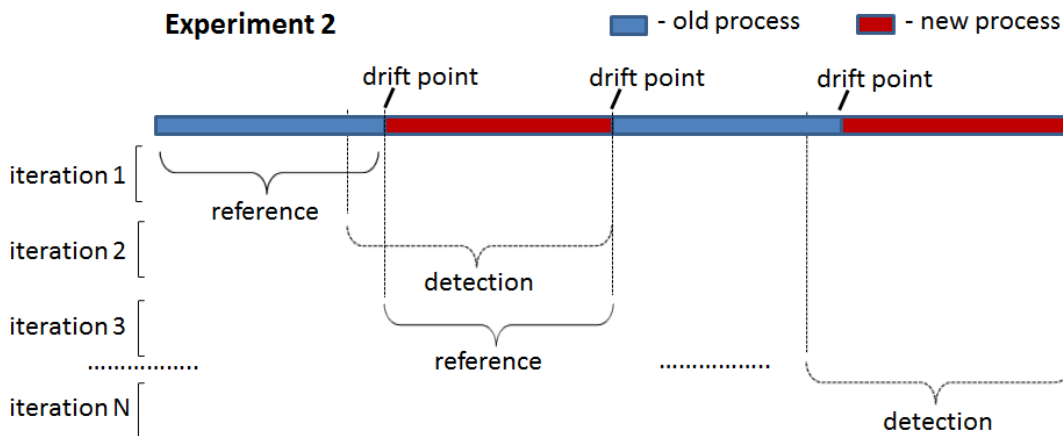 Experiment 2
- old process
- new process
drift point
drift point
drift point
iteration 1
reference
iteration 2
detection
iteration 3
reference
................
................
iteration N
detection